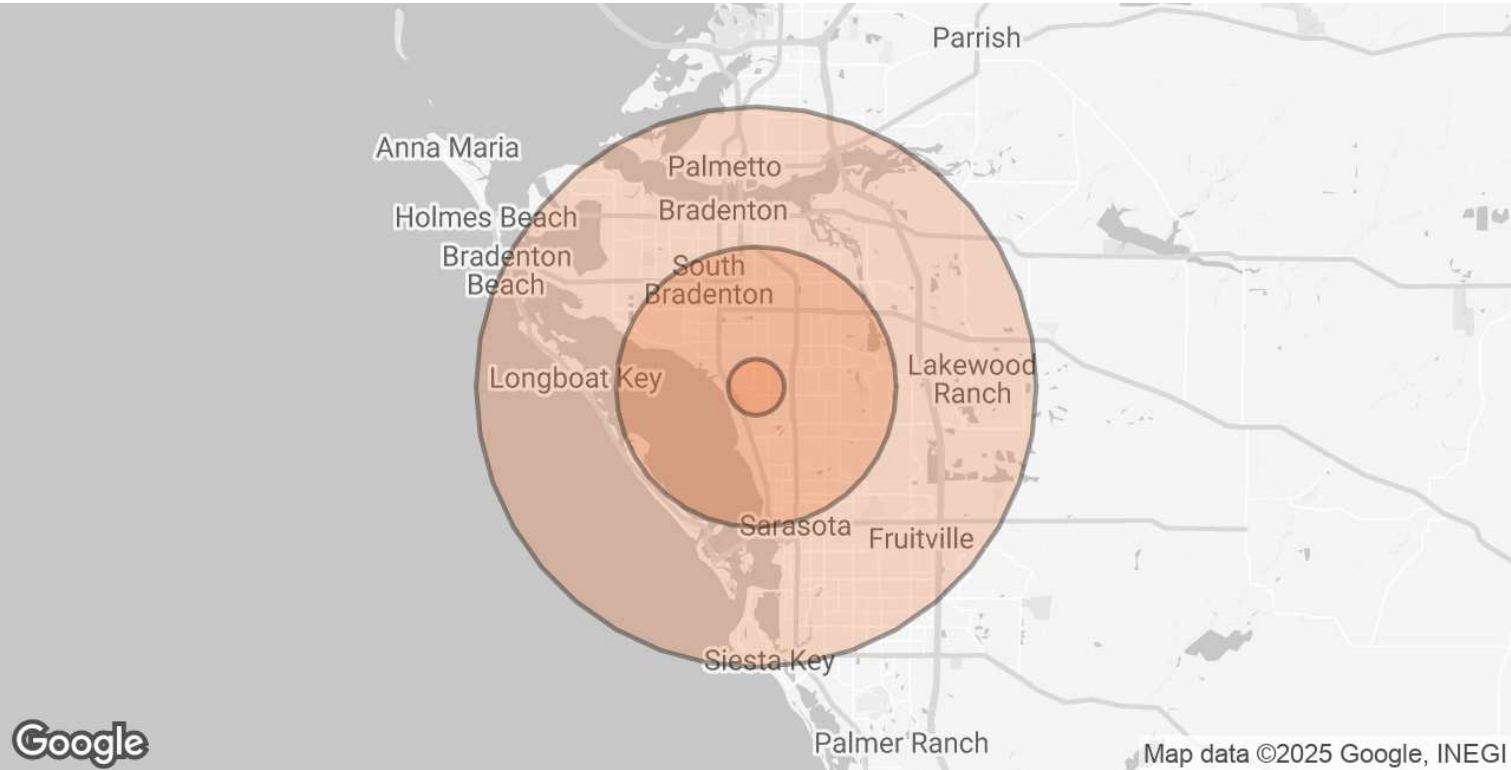 Parrish
Anna Maria
Palmetto
Holmes Beach
Bradenton
Bradenton
Beach
South
Bradenton
Longboat Key
Lakewood
Ranch
Sarasota
Fruitville
Siesta Key
Palmer Ranch
Google
Map data ©2025 Google, INEGI